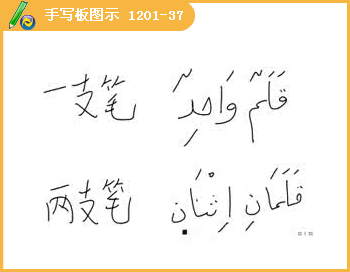 手写板图示 1201-37
一支笔 قَلَمٌ وَاحِدٌ
两支笔 قَلَمَانِ اِثْنَانِ